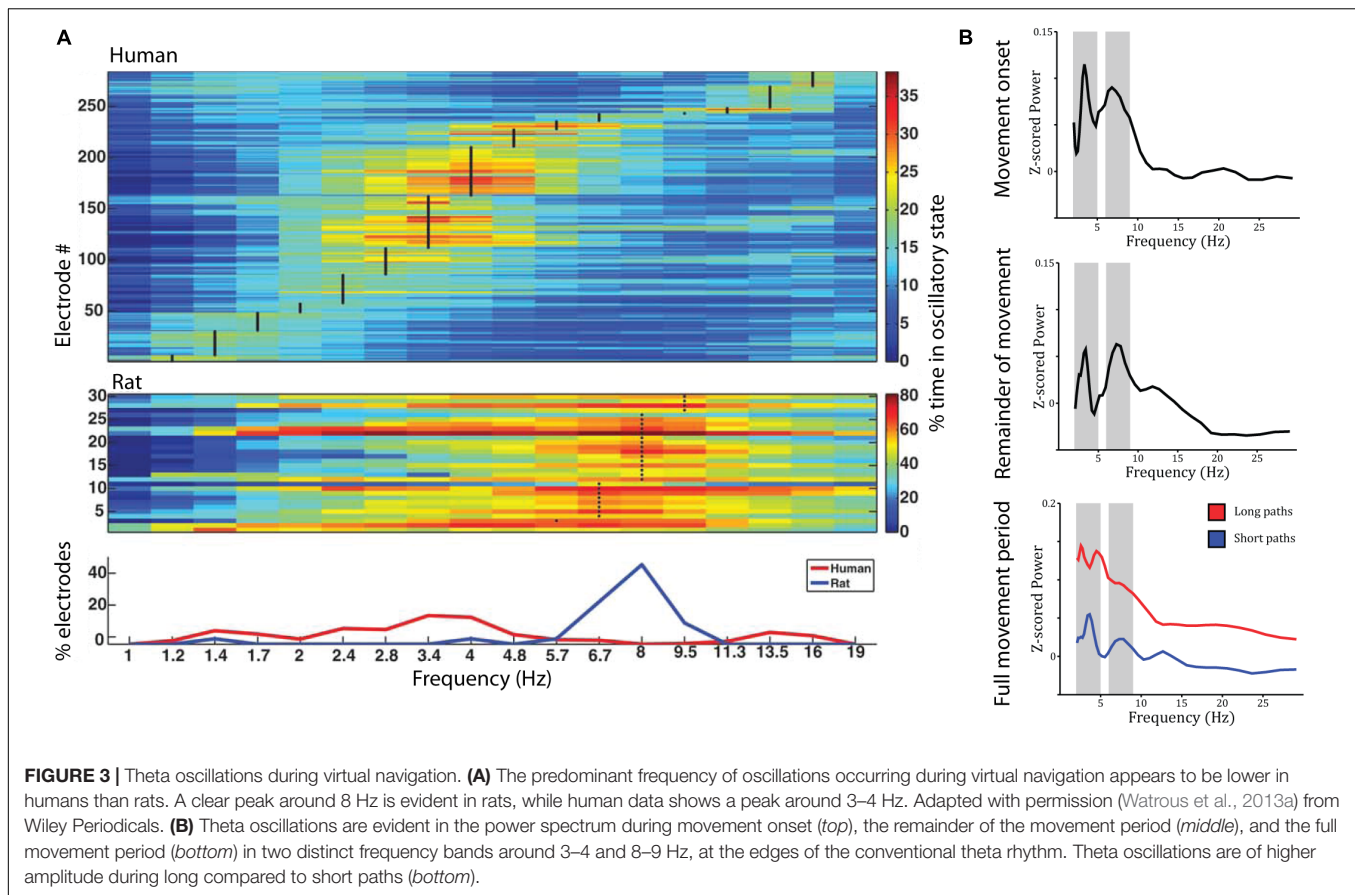 A
Human
250
200
150
100
50
Electrode #
35
30
25
20
15
10
5
0
% time in oscillatory state
Rat
30
25
20
15
10
5
80
60
40
20
0
% electrodes
40
20
0
Human
Rat
1 1.2 1.4 1.7 2 2.4 2.8 3.4 4 4.8 5.7 6.7 8 9.5 11.3 13.5 16 19
Frequency (Hz)
B
Movement onset
Z-scored Power
0.15
0
5 10 15 20 25
Frequency (Hz)
Remainder of movement
Z-scored Power
0.15
0
5 10 15 20 25
Frequency (Hz)
Full movement period
Z-scored Power
0.2
0
Long paths
Short paths
5 10 15 20 25
Frequency (Hz)
FIGURE 3 | Theta oscillations during virtual navigation. (A) The predominant frequency of oscillations occurring during virtual navigation appears to be lower in
humans than rats. A clear peak around 8 Hz is evident in rats, while human data shows a peak around 3–4 Hz. Adapted with permission (Watrous et al., 2013a) from
Wiley Periodicals. (B) Theta oscillations are evident in the power spectrum during movement onset (top), the remainder of the movement period (middle), and the full
movement period (bottom) in two distinct frequency bands around 3–4 and 8–9 Hz, at the edges of the conventional theta rhythm. Theta oscillations are of higher
amplitude during long compared to short paths (bottom).